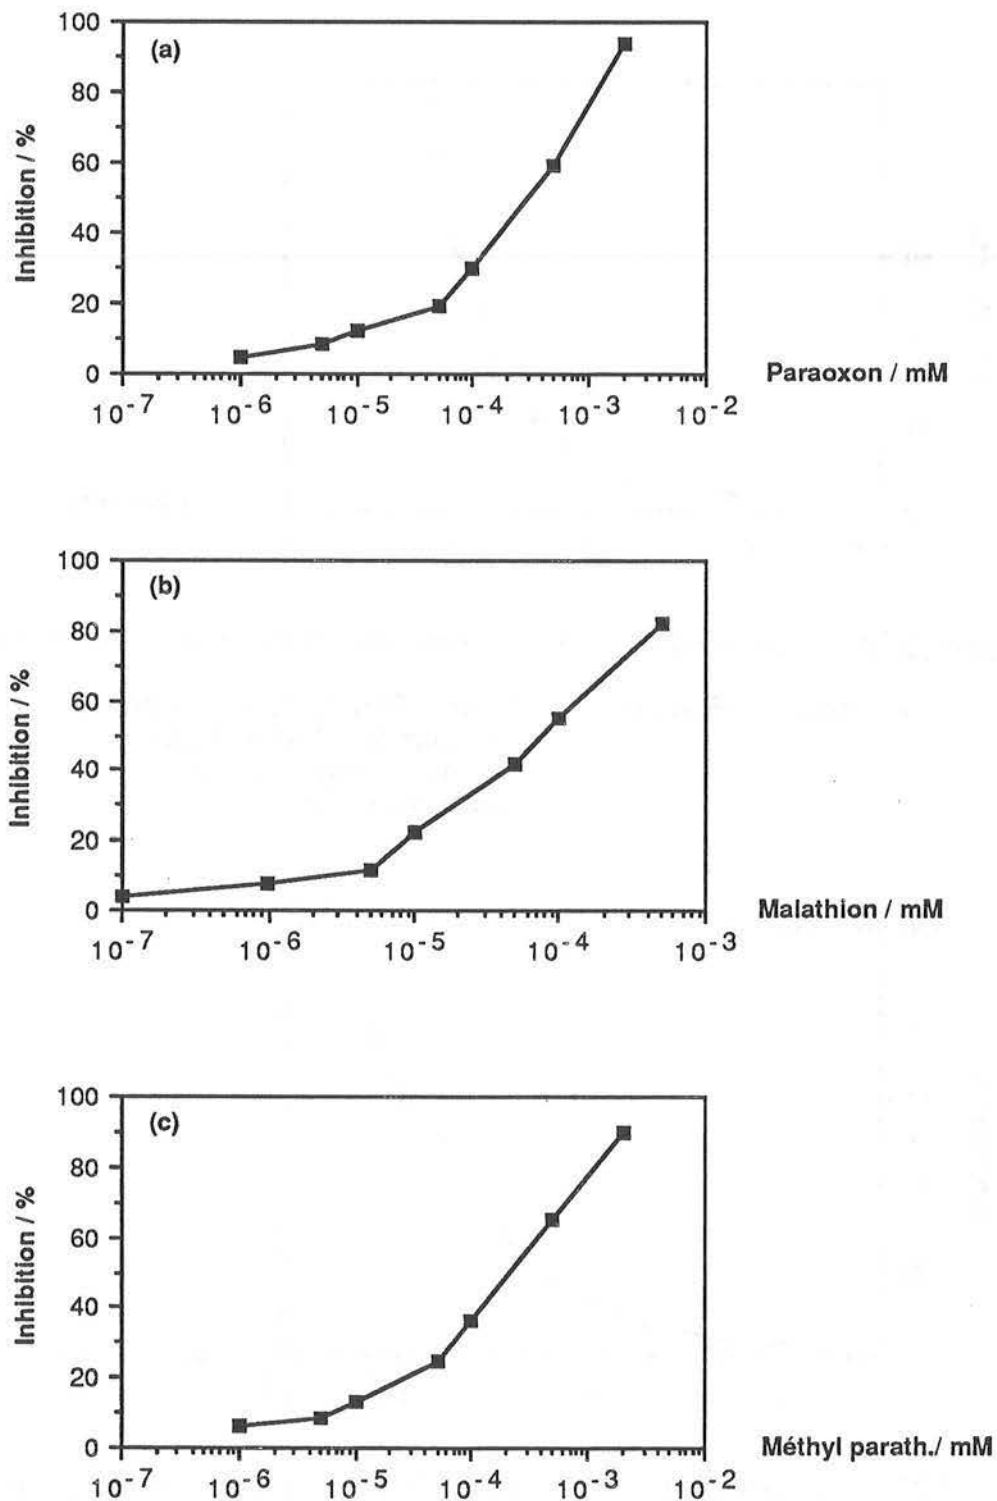 100
(a)
80
60
40
20
0
Inhibition / %
10-7 10-6 10-5 10-4 10-3 10-2
Paraoxon / mM
100
(b)
80
60
40
20
0
Inhibition / %
10-7 10-6 10-5 10-4 10-3
Malathion / mM
100
(c)
80
60
40
20
0
Inhibition / %
10-7 10-6 10-5 10-4 10-3 10-2
Méthyl parath./ mM